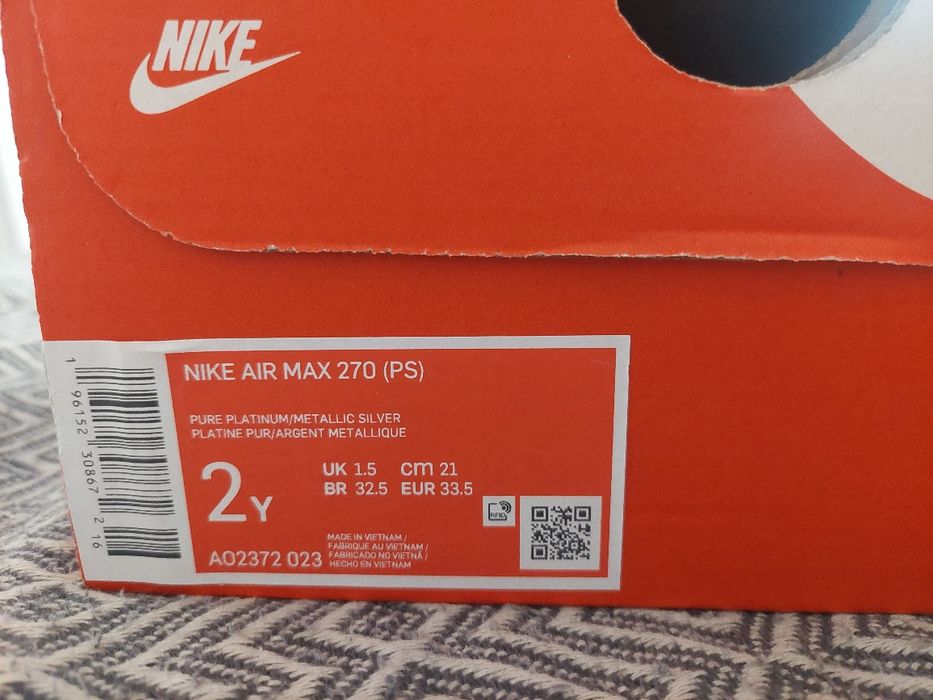 NIKE
NIKE AIR MAX 270 (PS)
PURE PLATINUM/METALLIC SILVER
PLATINE PUR/ARGENT METALLIQUE
2Y
UK 1.5 cm 21
BR 32.5 EUR 33.5
RFID
MADE IN VIETNAM /
FABRIQUE AU VIETNAM /
FABRICADO NO VIETNÃ /
HECHO EN VIETNAM
AO2372 023
1 96152 30867 2 16